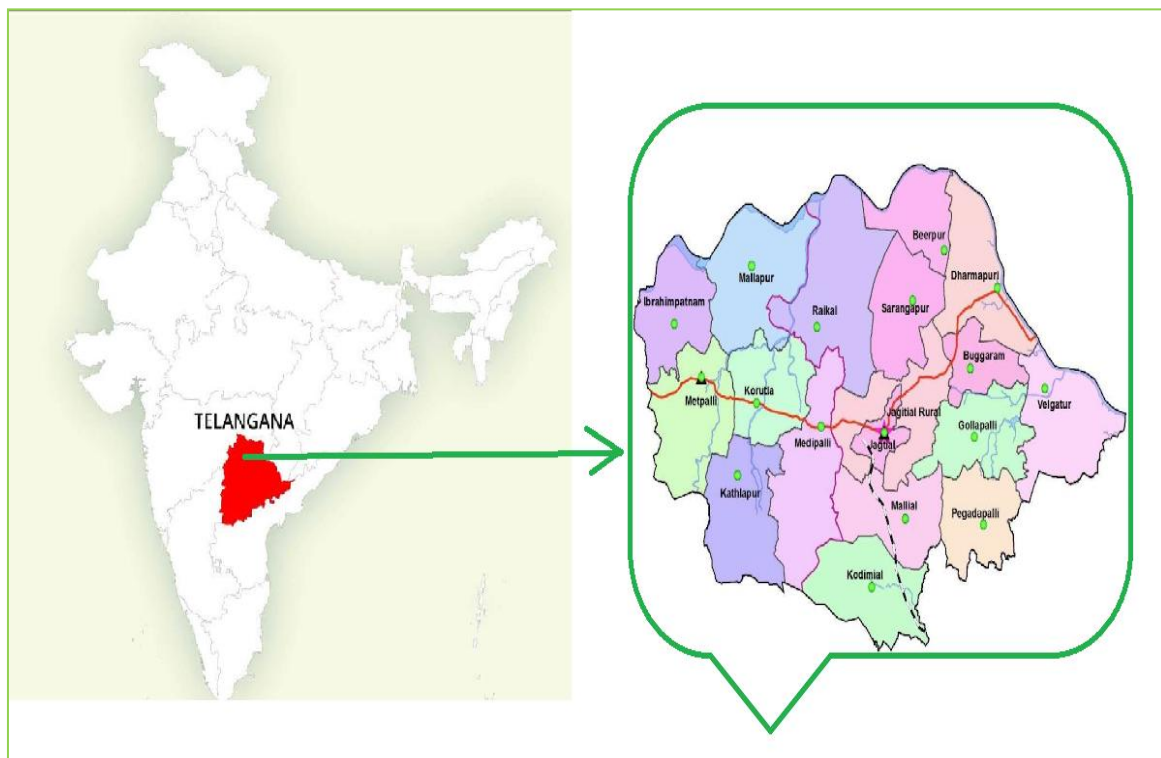 TELANGANA
Beerpur
Mallapur
Dharmapuri
Ibrahimpatnam
Raikal
Sarangapur
Buggaram
Metpalli
Korutla
Velgatur
Jagitial Rural
Medipalli
Jagtial
Gollapalli
Kathlapur
Mallial
Pegadapalli
Kodimial